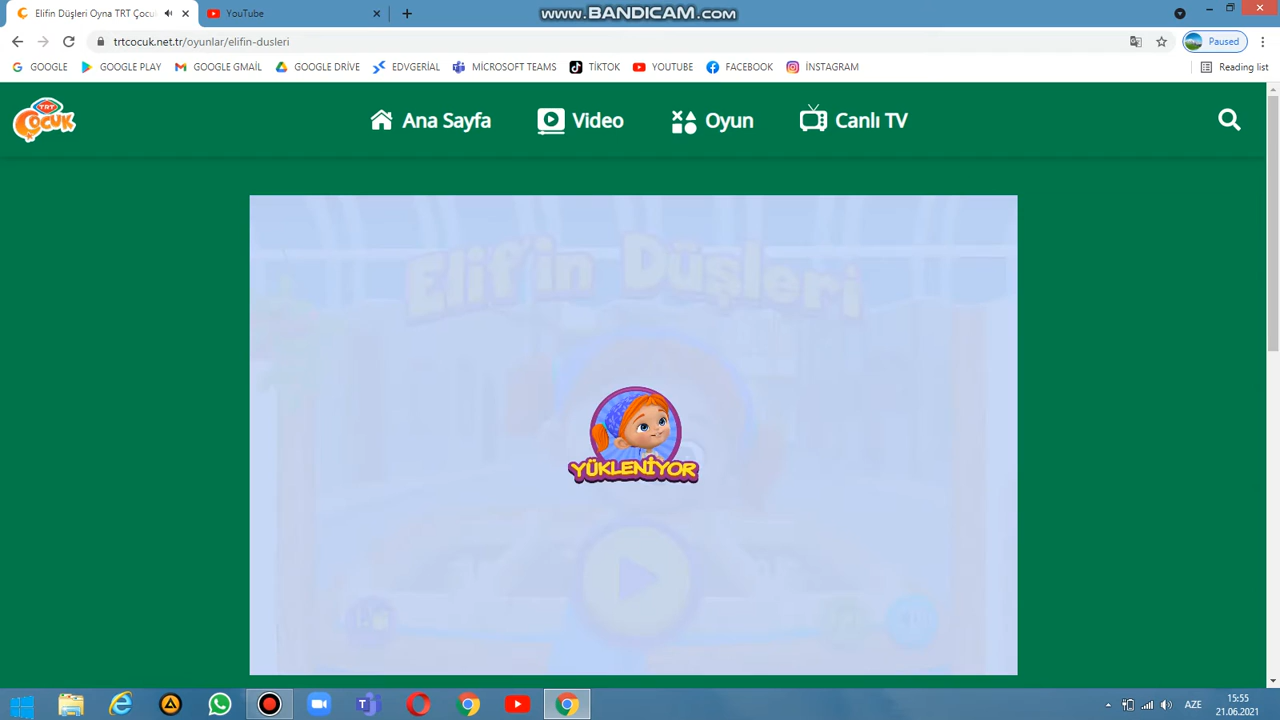 Elifin Düşleri Oyna TRT Çocu
YouTube
www.BANDICAM.com
trtcocuk.net.tr/oyunlar/elifin-dusleri
Paused
GOOGLE
GOOGLE PLAY
GOOGLE GMAİL
GOOGLE DRİVE
EDVGERİAL
MİCROSOFT TEAMS
TİKTOK
YOUTUBE
FACEBOOK
İNSTAGRAM
Reading list
TRT
ÇOCUK
Ana Sayfa
Video
Oyun
Canlı TV
Elif'in Düşleri
YÜKLENİYOR
AZE
15:55
21.06.2021